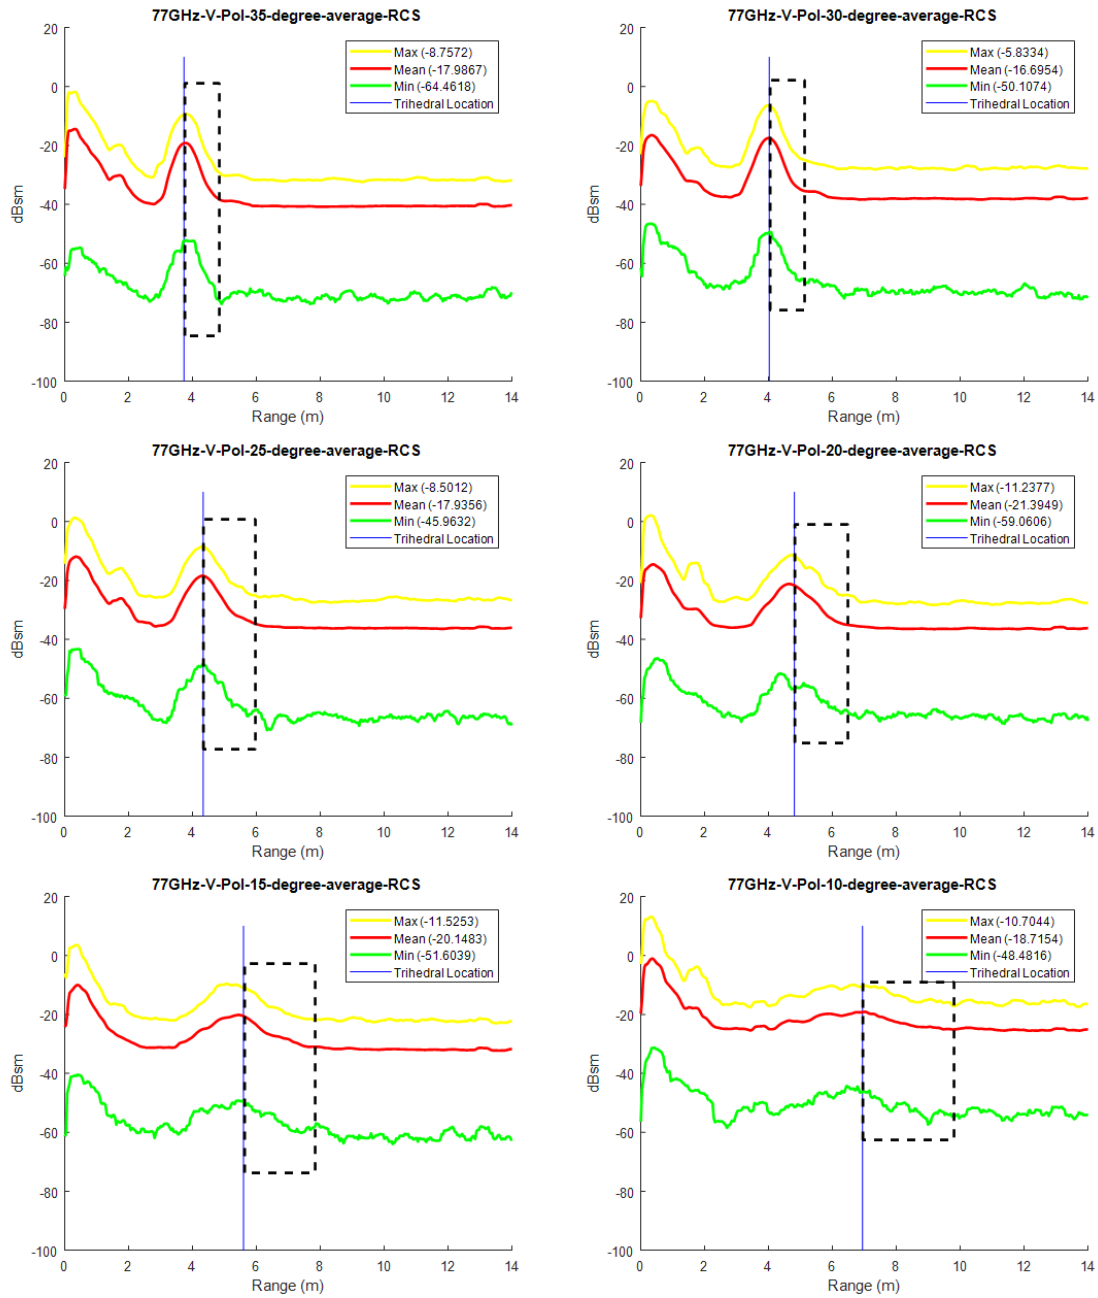 77GHz-V-Pol-35-degree-average-RCS
20
0
-20
-40
-60
-80
-100
dBsm
0 2 4 6 8 10 12 14
Range (m)
Max (-8.7572)
Mean (-17.9867)
Min (-64.4618)
Trihedral Location
77GHz-V-Pol-30-degree-average-RCS
20
0
-20
-40
-60
-80
-100
dBsm
0 2 4 6 8 10 12 14
Range (m)
Max (-5.8334)
Mean (-16.6954)
Min (-50.1074)
Trihedral Location
77GHz-V-Pol-25-degree-average-RCS
20
0
-20
-40
-60
-80
-100
dBsm
0 2 4 6 8 10 12 14
Range (m)
Max (-8.5012)
Mean (-17.9356)
Min (-45.9632)
Trihedral Location
77GHz-V-Pol-20-degree-average-RCS
20
0
-20
-40
-60
-80
-100
dBsm
0 2 4 6 8 10 12 14
Range (m)
Max (-11.2377)
Mean (-21.3949)
Min (-59.0606)
Trihedral Location
77GHz-V-Pol-15-degree-average-RCS
20
0
-20
-40
-60
-80
-100
dBsm
0 2 4 6 8 10 12 14
Range (m)
Max (-11.5253)
Mean (-20.1483)
Min (-51.6039)
Trihedral Location
77GHz-V-Pol-10-degree-average-RCS
20
0
-20
-40
-60
-80
-100
dBsm
0 2 4 6 8 10 12 14
Range (m)
Max (-10.7044)
Mean (-18.7154)
Min (-48.4816)
Trihedral Location